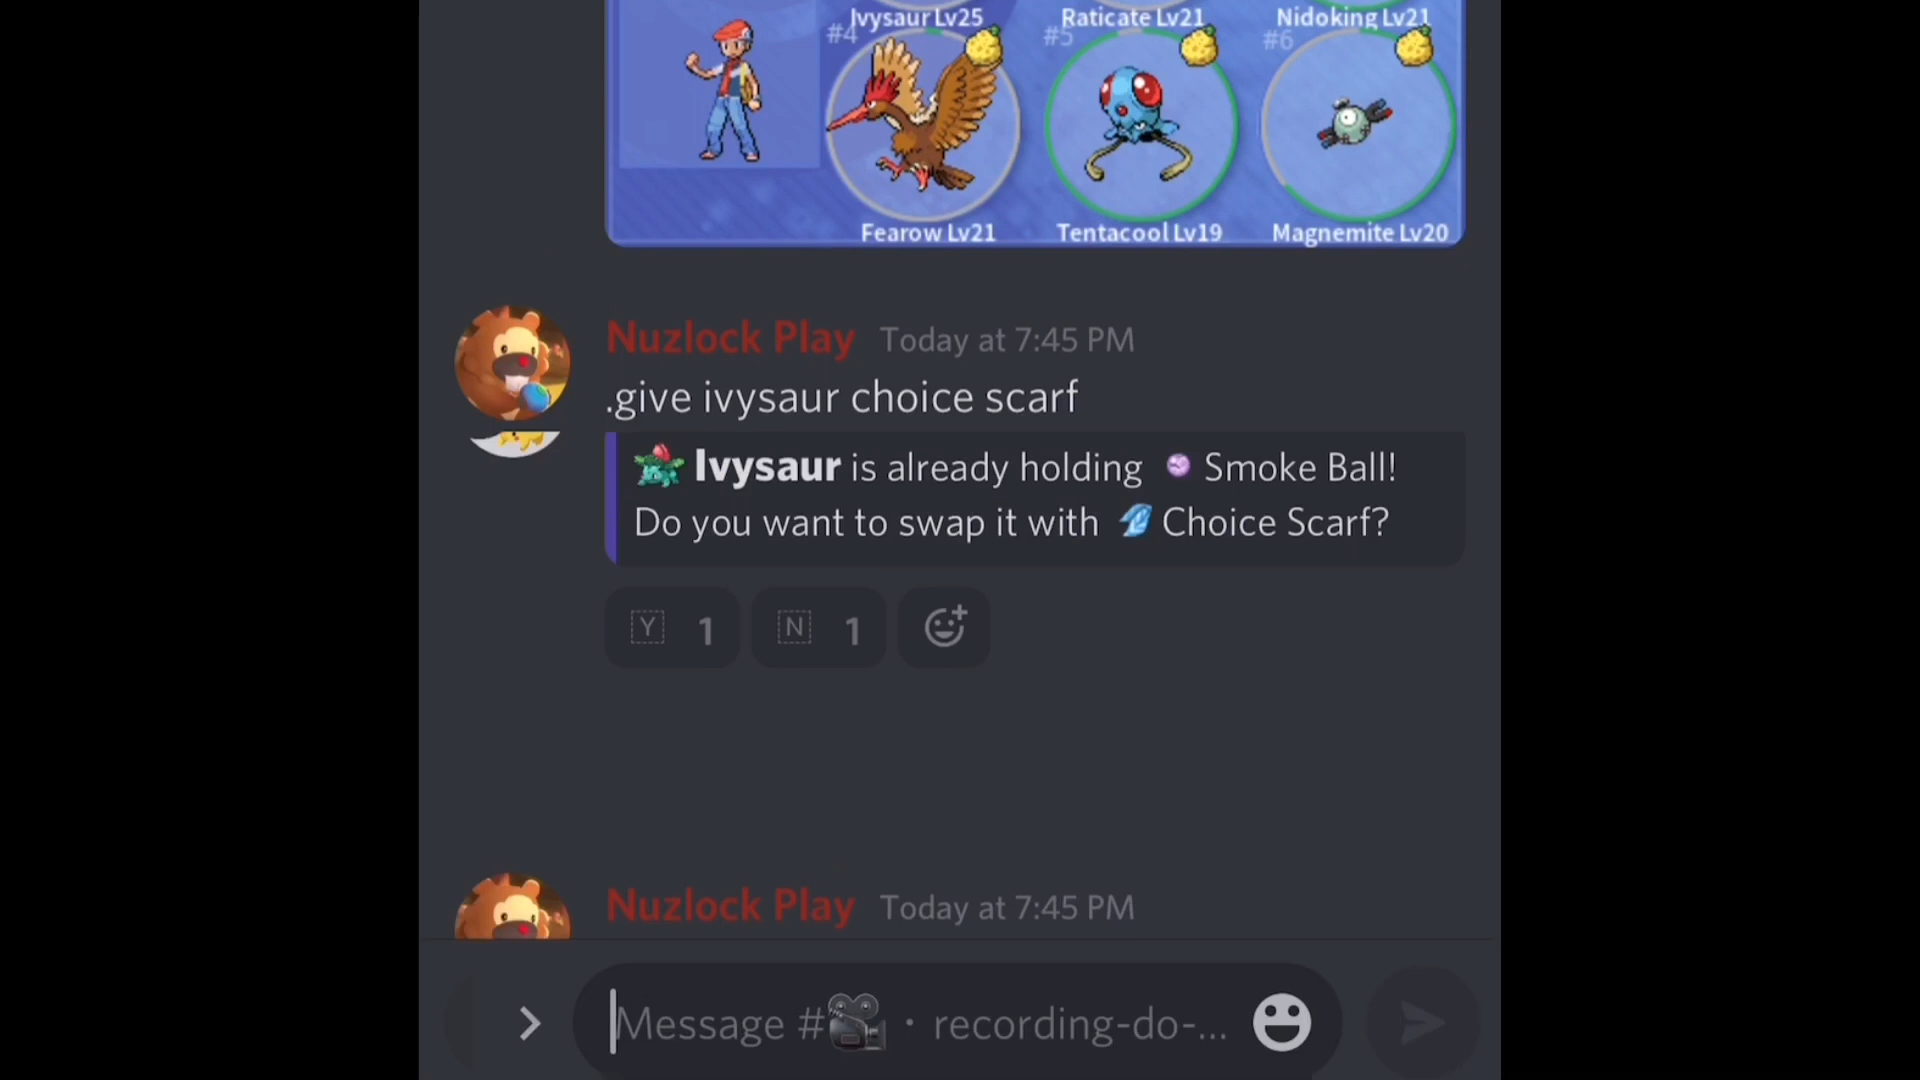 Ivysaur Lv25 Raticate Lv21 Nidoking Lv21
#4 #5 #6
Fearow Lv21 Tentacool Lv19 Magnemite Lv20
Nuzlock Play Today at 7:45 PM
.give ivysaur choice scarf
Ivysaur is already holding Smoke Ball!
Do you want to swap it with Choice Scarf?
Y 1 N 1
Nuzlock Play Today at 7:45 PM
Message # · recording-do-...